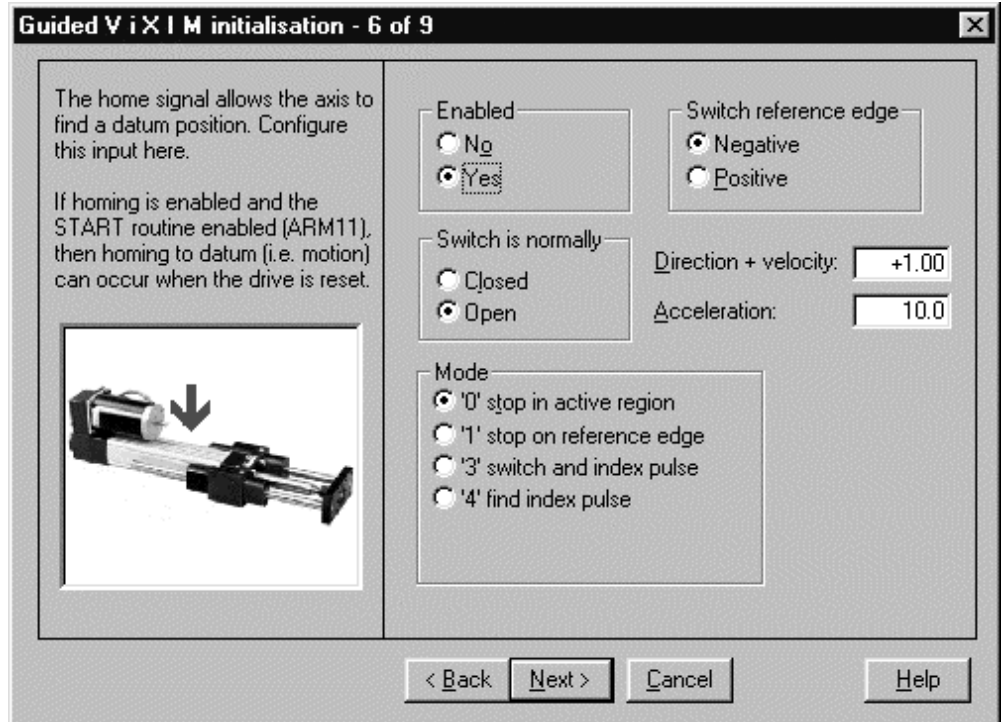 Guided V i X I M initialisation - 6 of 9
The home signal allows the axis to
find a datum position. Configure
this input here.
If homing is enabled and the
START routine enabled (ARM11),
then homing to datum (i.e. motion)
can occur when the drive is reset.
Enabled
No
Yes
Switch reference edge
Negative
Positive
Switch is normally
Closed
Open
Direction + velocity: +1.00
Acceleration: 10.0
Mode
'0' stop in active region
'1' stop on reference edge
'3' switch and index pulse
'4' find index pulse
< Back Next > Cancel Help